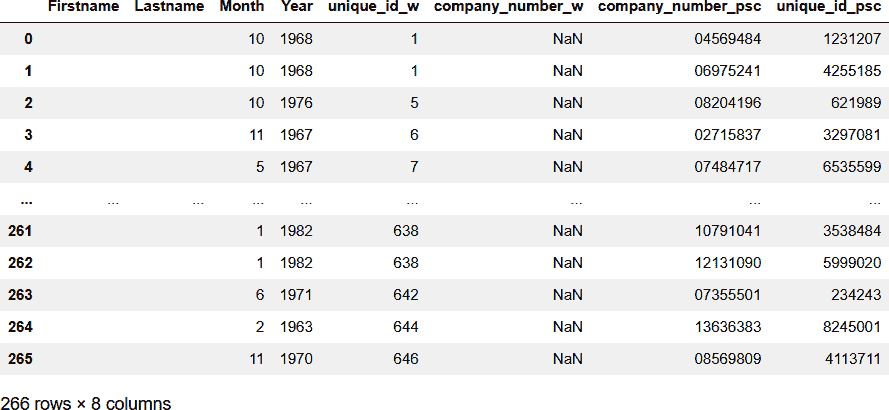 Firstname Lastname Month Year unique_id_w company_number_w company_number_psc unique_id_psc
0 10 1968 1 NaN 04569484 1231207
1 10 1968 1 NaN 06975241 4255185
2 10 1976 5 NaN 08204196 621989
3 11 1967 6 NaN 02715837 3297081
4 5 1967 7 NaN 07484717 6535599
... ... ... ... ... ... ... ... ...
261 1 1982 638 NaN 10791041 3538484
262 1 1982 638 NaN 12131090 5999020
263 6 1971 642 NaN 07355501 234243
264 2 1963 644 NaN 13636383 8245001
265 11 1970 646 NaN 08569809 4113711
266 rows × 8 columns